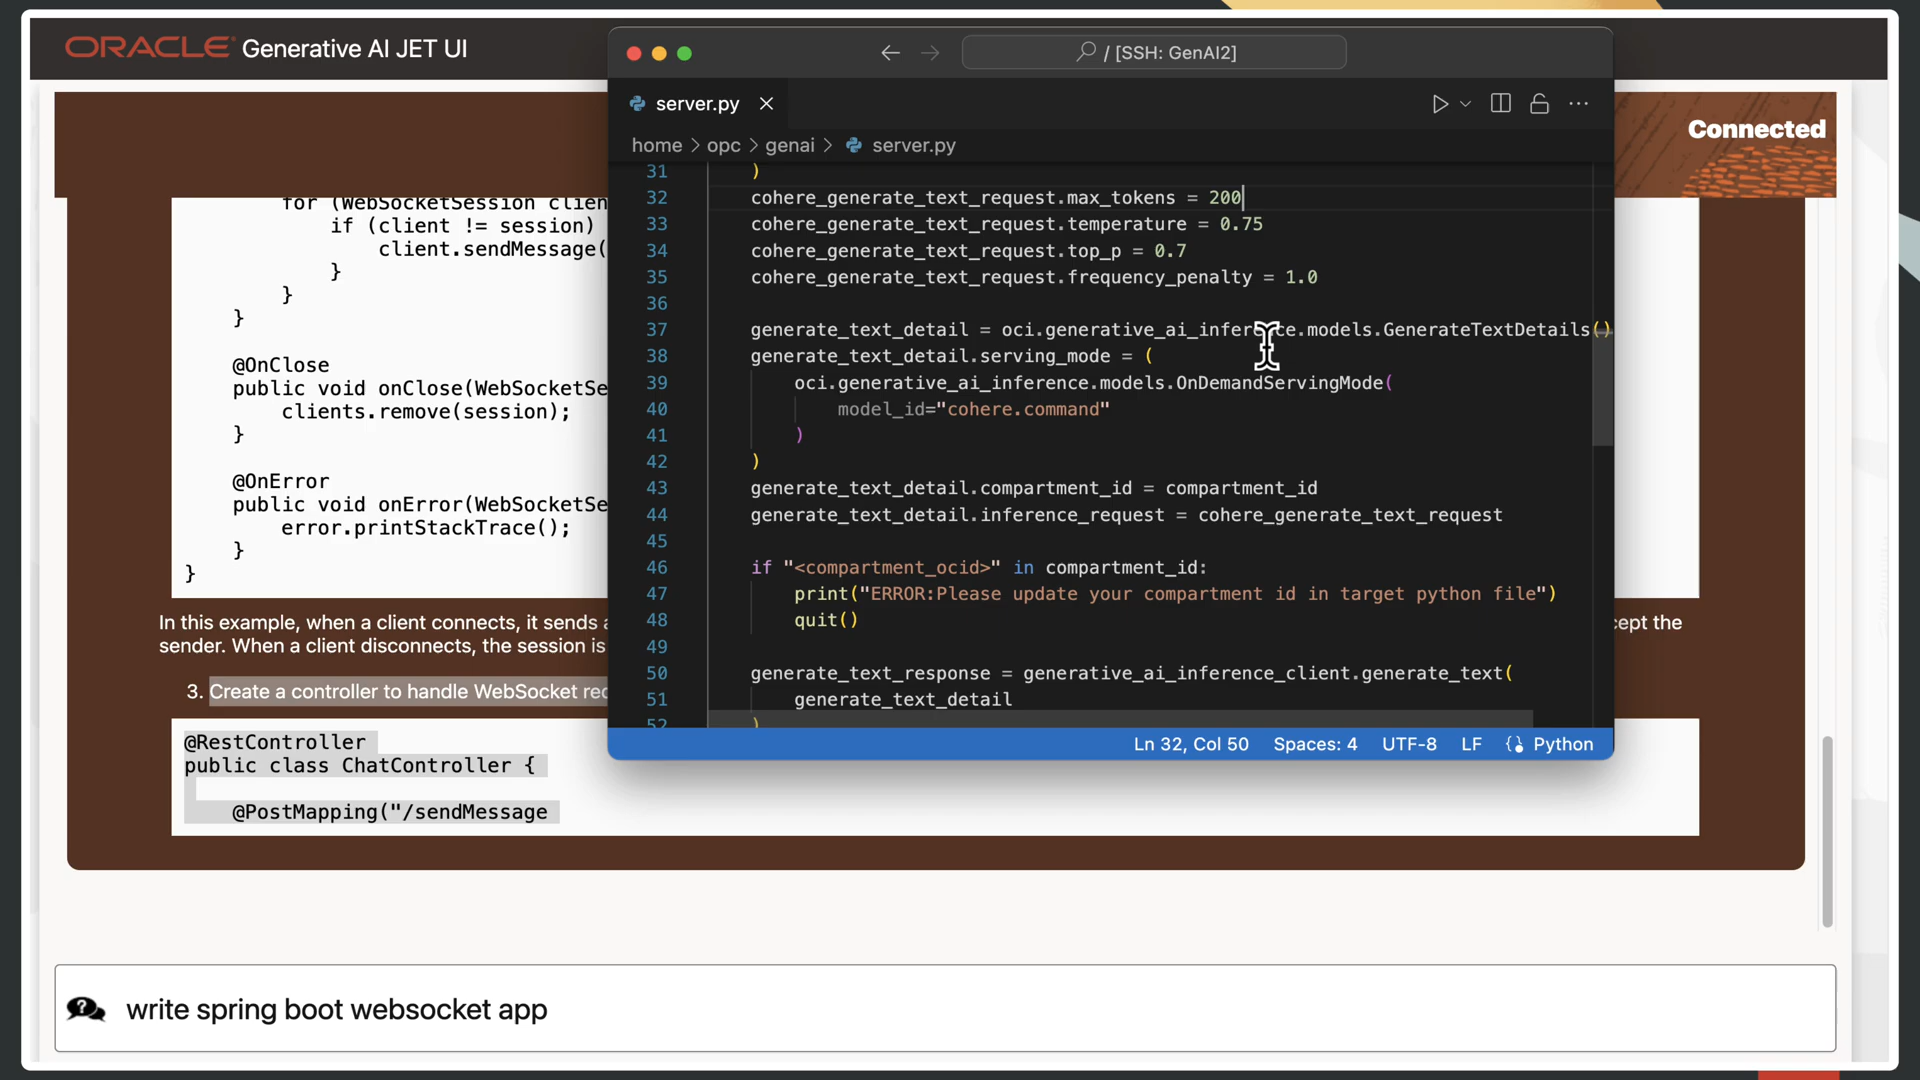 ORACLE Generative AI JET UI
Connected
for (WebSocketSession clien
if (client != session)
client.sendMessage(
}
}
}
@OnClose
public void onClose(WebSocketSe
clients.remove(session);
}
@OnError
public void onError(WebSocketSe
error.printStackTrace();
}
}
In this example, when a client connects, it sends a
cept the
sender. When a client disconnects, the session is
3. Create a controller to handle WebSocket rec
@RestController
public class ChatController {
@PostMapping("/sendMessage
write spring boot websocket app
/ [SSH: GenAI2]
server.py
home > opc > genai > server.py
31 )
32 cohere_generate_text_request.max_tokens = 200
33 cohere_generate_text_request.temperature = 0.75
34 cohere_generate_text_request.top_p = 0.7
35 cohere_generate_text_request.frequency_penalty = 1.0
36
37 generate_text_detail = oci.generative_ai_inference.models.GenerateTextDetails()
38 generate_text_detail.serving_mode = (
39 oci.generative_ai_inference.models.OnDemandServingMode(
40 model_id="cohere.command"
41 )
42 )
43 generate_text_detail.compartment_id = compartment_id
44 generate_text_detail.inference_request = cohere_generate_text_request
45
46 if "<compartment_ocid>" in compartment_id:
47 print("ERROR:Please update your compartment id in target python file")
48 quit()
49
50 generate_text_response = generative_ai_inference_client.generate_text(
51 generate_text_detail
52 )
Ln 32, Col 50 Spaces: 4 UTF-8 LF Python